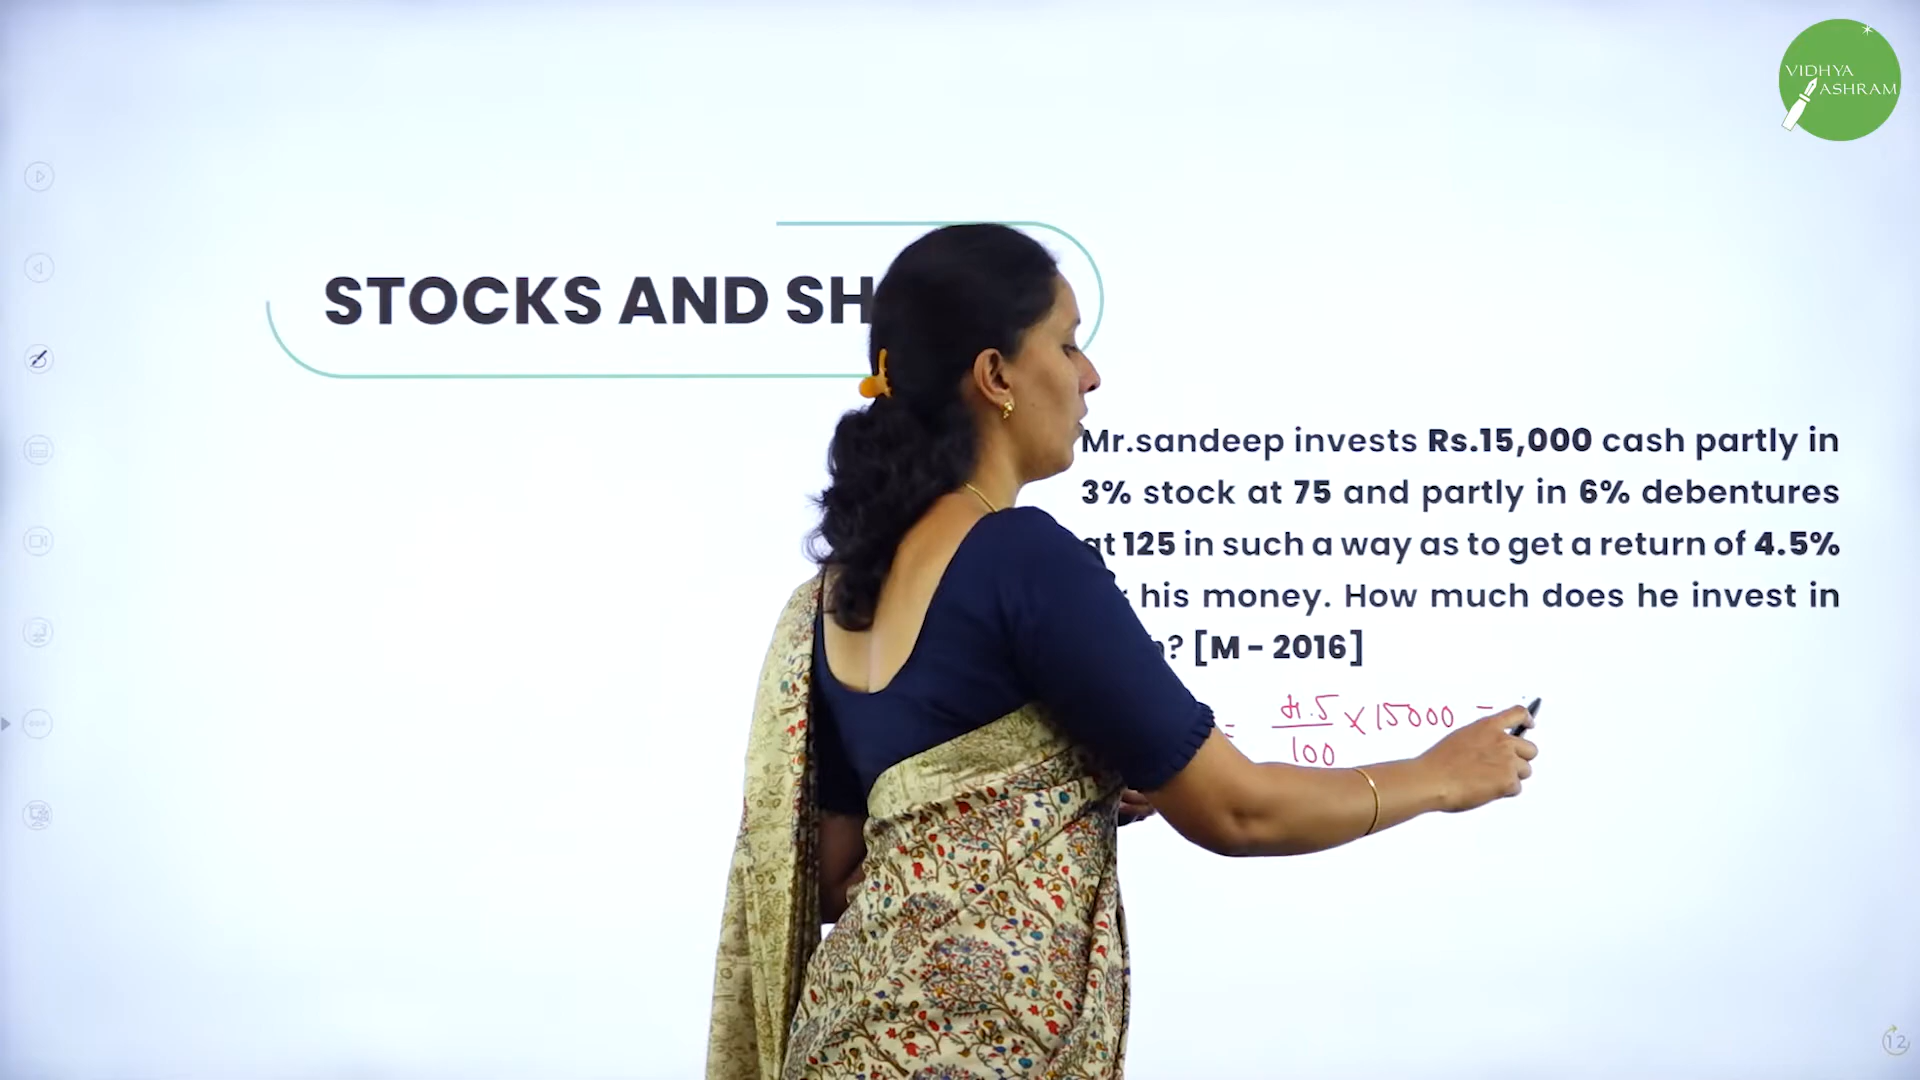 VIDHYA
ASHRAM
STOCKS AND SH
Mr.sandeep invests Rs.15,000 cash partly in
3% stock at 75 and partly in 6% debentures
at 125 in such a way as to get a return of 4.5%
his money. How much does he invest in
? [M - 2016]
= 4.5 × 15000 =
100
12